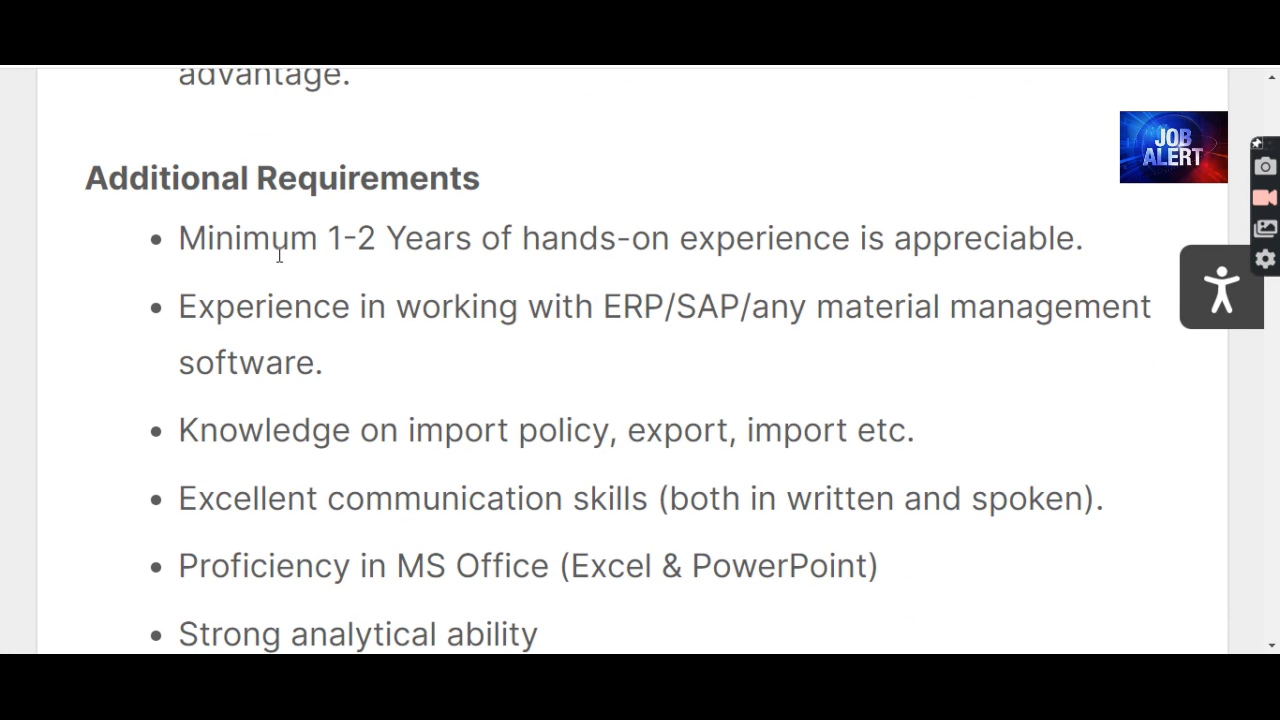 advantage.
JOB
ALERT
Additional Requirements
• Minimum 1-2 Years of hands-on experience is appreciable.
• Experience in working with ERP/SAP/any material management
software.
• Knowledge on import policy, export, import etc.
• Excellent communication skills (both in written and spoken).
• Proficiency in MS Office (Excel & PowerPoint)
• Strong analytical ability